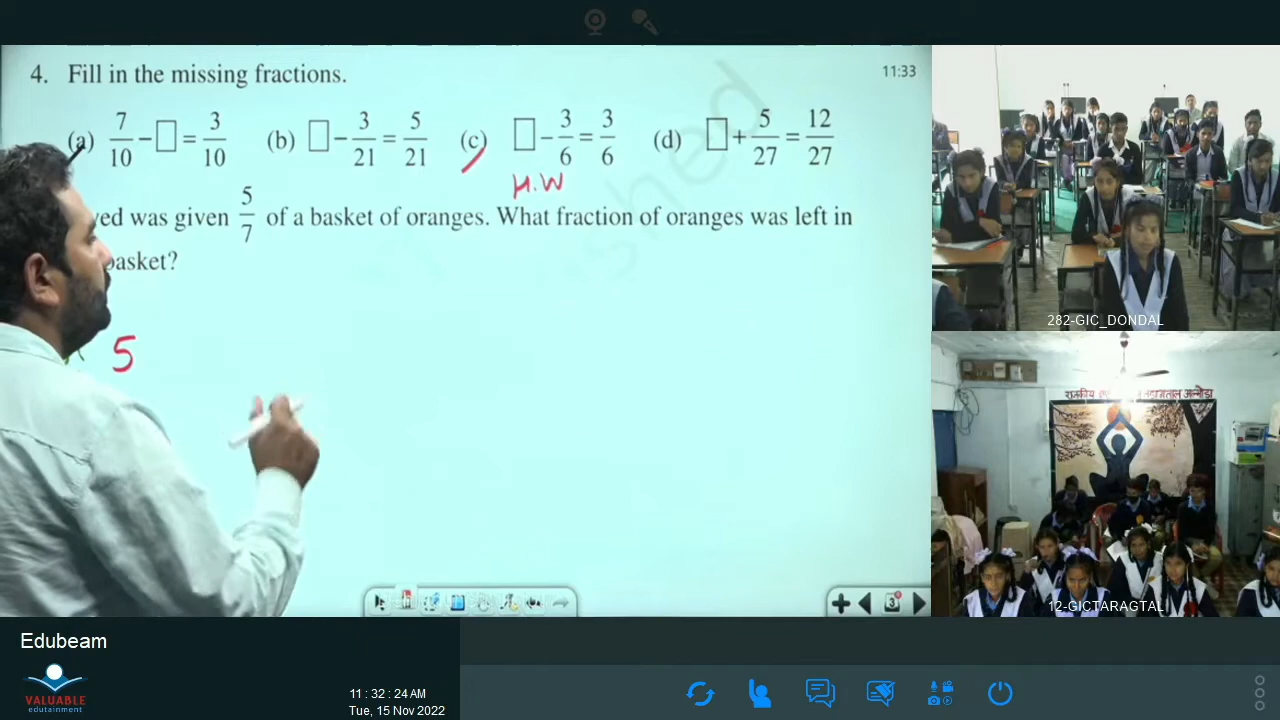 4. Fill in the missing fractions.
11:33
(a) 7/10 − □ = 3/10 (b) □ − 3/21 = 5/21 (c) □ − 3/6 = 3/6 (d) □ + 5/27 = 12/27
H.W
ved was given 5/7 of a basket of oranges. What fraction of oranges was left in
basket?
5
282-GIC_DONDAL
12-GICTARAGTAL
3
Edubeam
VALUABLE
edutainment
11 : 32 : 24 AM
Tue, 15 Nov 2022